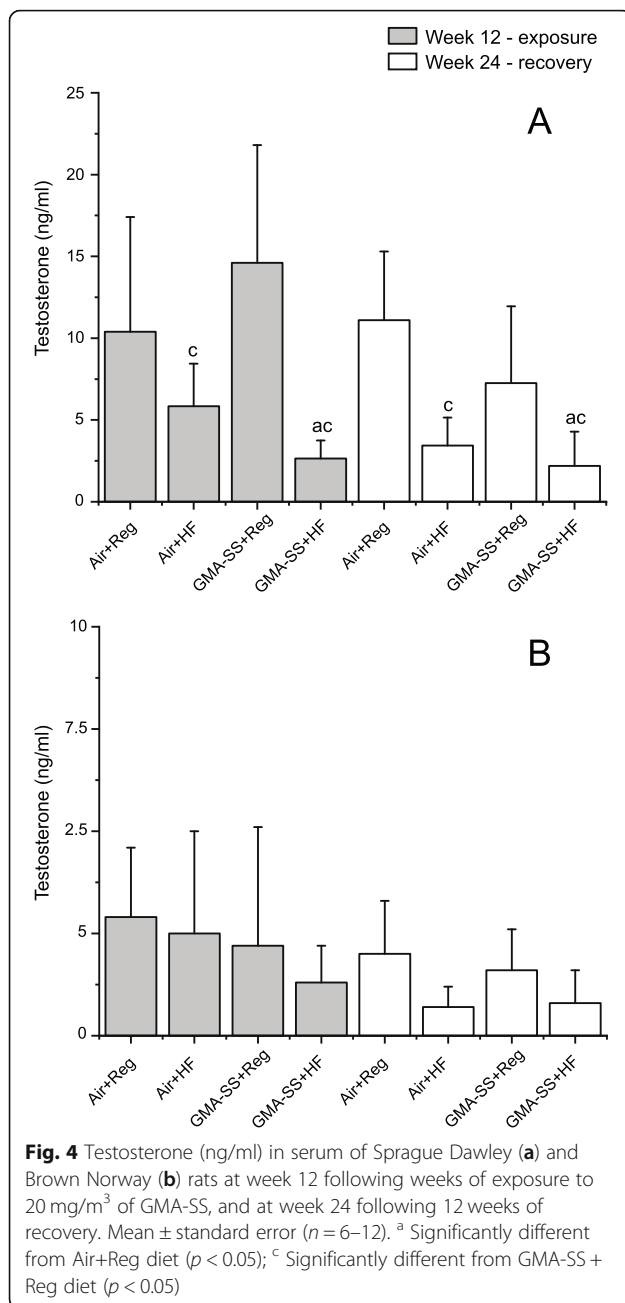 Week 12 - exposure
Week 24 - recovery
A
Testosterone (ng/ml)
25
20
15
10
5
0
c
ac
c
ac
Air+Reg
Air+HF
GMA-SS+Reg
GMA-SS+HF
Air+Reg
Air+HF
GMA-SS+Reg
GMA-SS+HF
B
Testosterone (ng/ml)
10
7.5
2.5
5
0
Air+Reg
Air+HF
GMA-SS+Reg
GMA-SS+HF
Air+Reg
Air+HF
GMA-SS+Reg
GMA-SS+HF
Fig. 4 Testosterone (ng/ml) in serum of Sprague Dawley (a) and
Brown Norway (b) rats at week 12 following weeks of exposure to
20 mg/m³ of GMA-SS, and at week 24 following 12 weeks of
recovery. Mean ± standard error (n = 6–12). ᵃ Significantly different
from Air+Reg diet (p < 0.05); ᶜ Significantly different from GMA-SS +
Reg diet (p < 0.05)